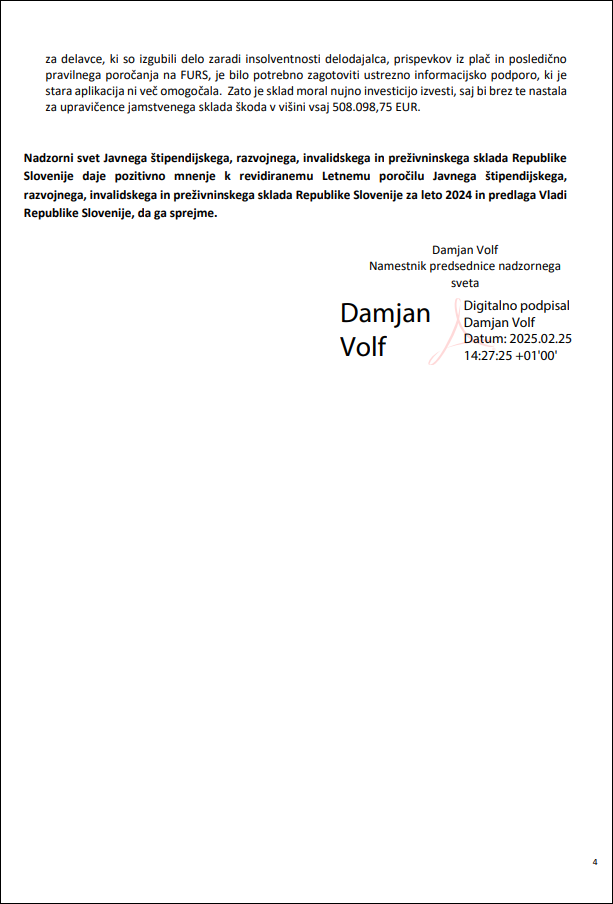 za delavce, ki so izgubili delo zaradi insolventnosti delodajalca, prispevkov iz plač in posledično
pravilnega poročanja na FURS, je bilo potrebno zagotoviti ustrezno informacijsko podporo, ki je
stara aplikacija ni več omogočala.  Zato je sklad moral nujno investicijo izvesti, saj bi brez te nastala
za upravičence jamstvenega sklada škoda v višini vsaj 508.098,75 EUR.
Nadzorni svet Javnega štipendijskega, razvojnega, invalidskega in preživninskega sklada Republike
Slovenije daje pozitivno mnenje k revidiranemu Letnemu poročilu Javnega štipendijskega,
razvojnega, invalidskega in preživninskega sklada Republike Slovenije za leto 2024 in predlaga Vladi
Republike Slovenije, da ga sprejme.
Damjan Volf
Namestnik predsednice nadzornega
sveta
Damjan
Volf
Digitalno podpisal
Damjan Volf
Datum: 2025.02.25
14:27:25 +01'00'
4